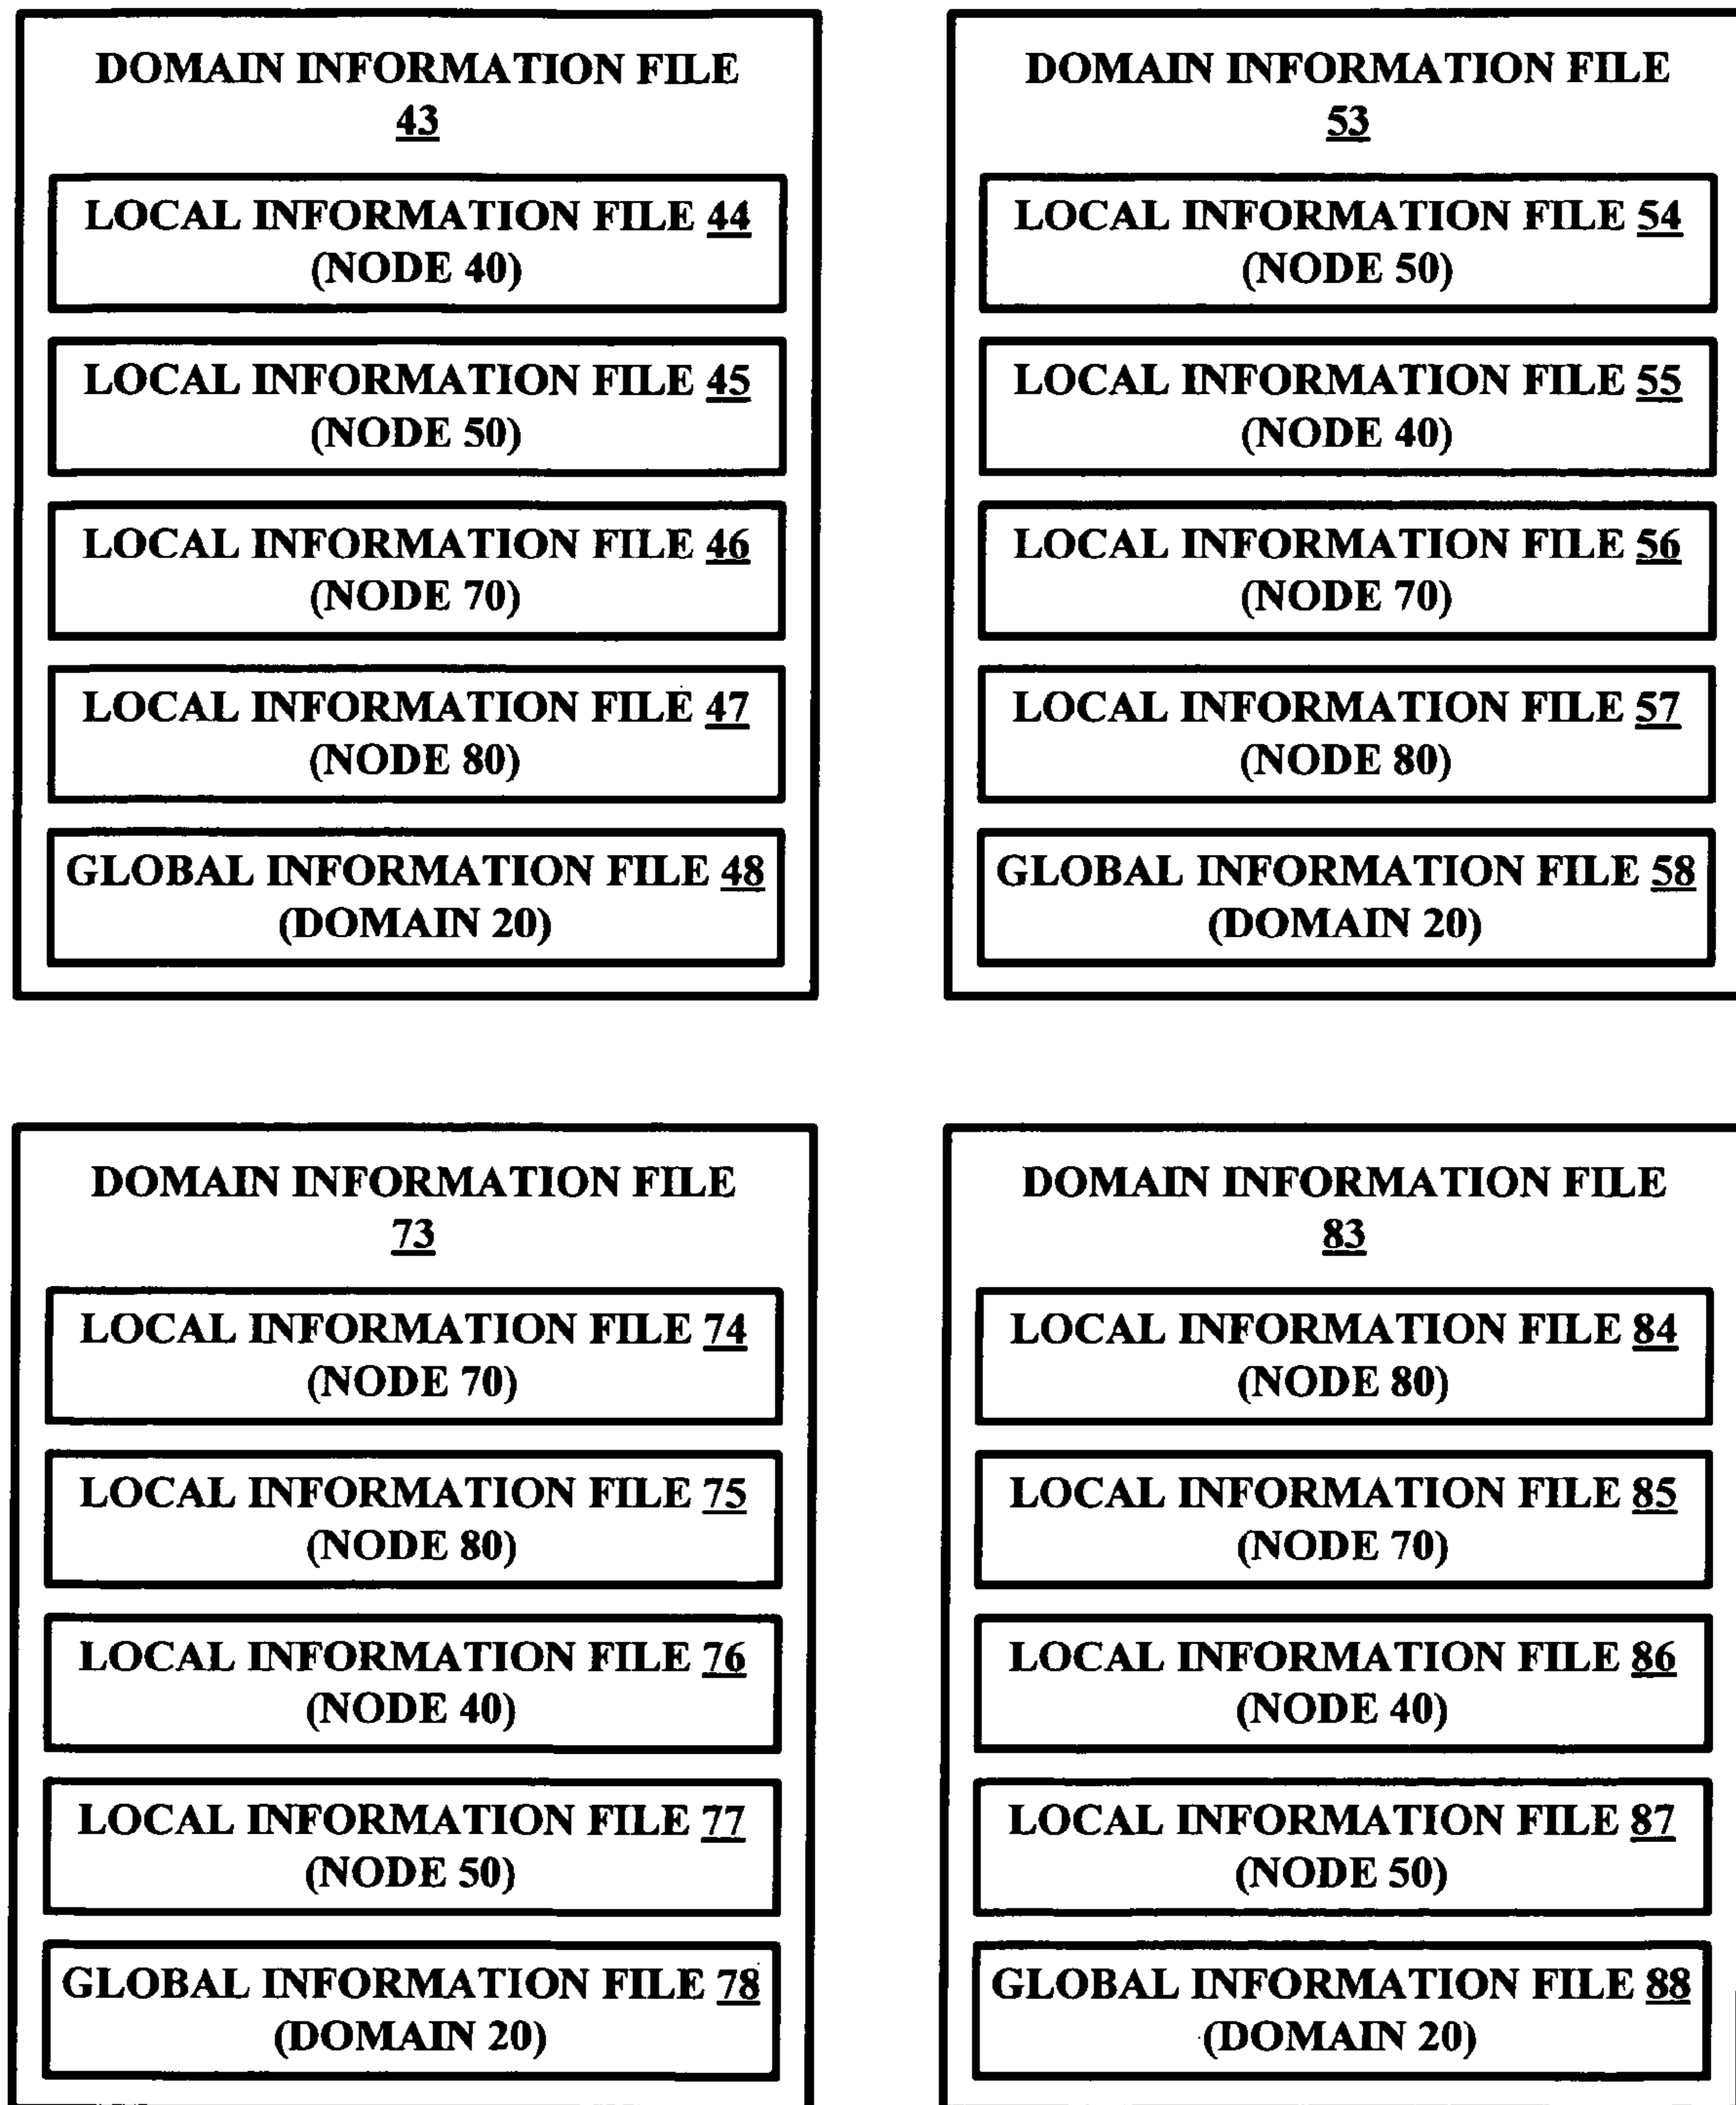 DOMAIN INFORMATION FILE
43
LOCAL INFORMATION FILE 44
(NODE 40)
LOCAL INFORMATION FILE 45
(NODE 50)
LOCAL INFORMATION FILE 46
(NODE 70)
LOCAL INFORMATION FILE 47
(NODE 80)
GLOBAL INFORMATION FILE 48
(DOMAIN 20)
DOMAIN INFORMATION FILE
53
LOCAL INFORMATION FILE 54
(NODE 50)
LOCAL INFORMATION FILE 55
(NODE 40)
LOCAL INFORMATION FILE 56
(NODE 70)
LOCAL INFORMATION FILE 57
(NODE 80)
GLOBAL INFORMATION FILE 58
(DOMAIN 20)
DOMAIN INFORMATION FILE
73
LOCAL INFORMATION FILE 74
(NODE 70)
LOCAL INFORMATION FILE 75
(NODE 80)
LOCAL INFORMATION FILE 76
(NODE 40)
LOCAL INFORMATION FILE 77
(NODE 50)
GLOBAL INFORMATION FILE 78
(DOMAIN 20)
DOMAIN INFORMATION FILE
83
LOCAL INFORMATION FILE 84
(NODE 80)
LOCAL INFORMATION FILE 85
(NODE 70)
LOCAL INFORMATION FILE 86
(NODE 40)
LOCAL INFORMATION FILE 87
(NODE 50)
GLOBAL INFORMATION FILE 88
(DOMAIN 20)